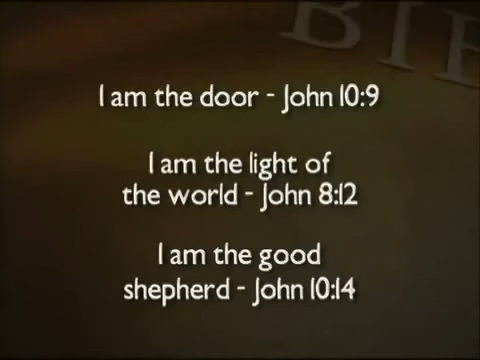 BIB
I am the door - John 10:9
I am the light of
the world - John 8:12
I am the good
shepherd - John 10:14